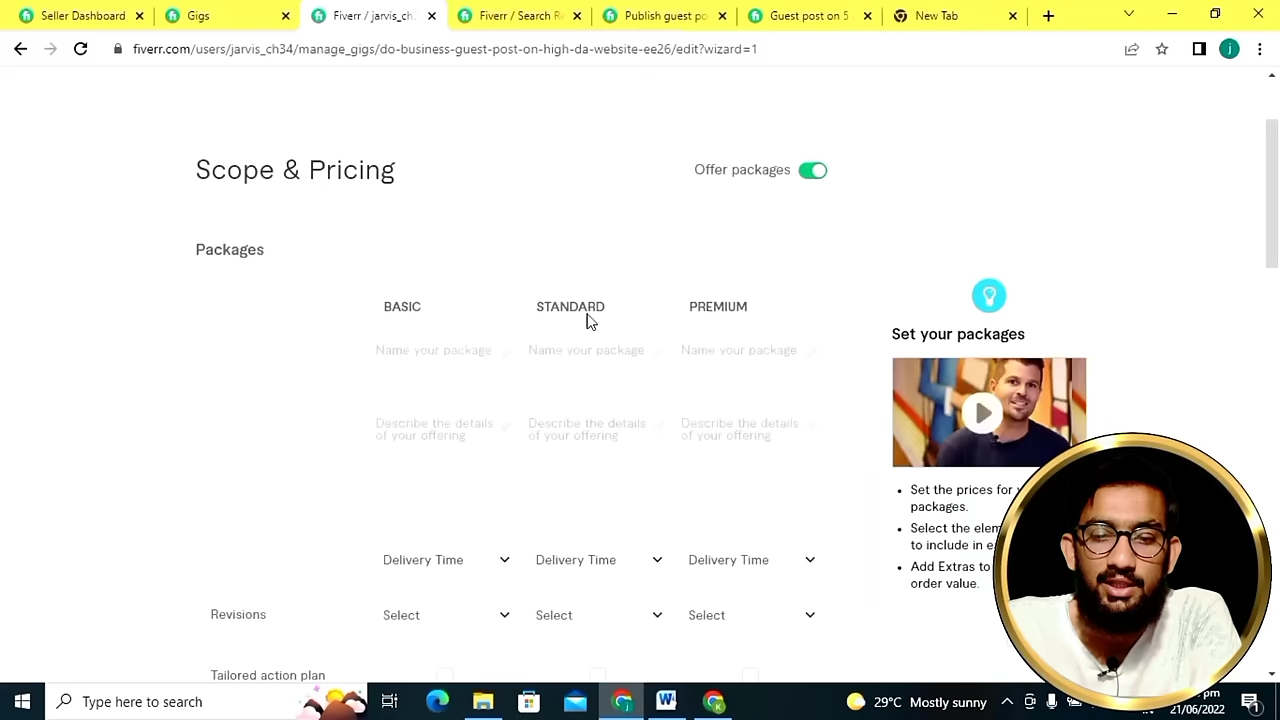 Seller Dashboard
Gigs
Fiverr / jarvis_ch
Fiverr / Search Re
Publish guest po
Guest post on 5
New Tab
fiverr.com/users/jarvis_ch34/manage_gigs/do-business-guest-post-on-high-da-website-ee26/edit?wizard=1
j
Scope & Pricing
Offer packages
Packages
BASIC STANDARD PREMIUM
Name your package Name your package Name your package
Describe the details Describe the details Describe the details
of your offering of your offering of your offering
Delivery Time Delivery Time Delivery Time
Revisions Select Select Select
Tailored action plan
Set your packages
Set the prices for
packages.
Select the elem
to include in e
Add Extras to
order value.
Type here to search
29°C Mostly sunny
pm
21/06/2022
1